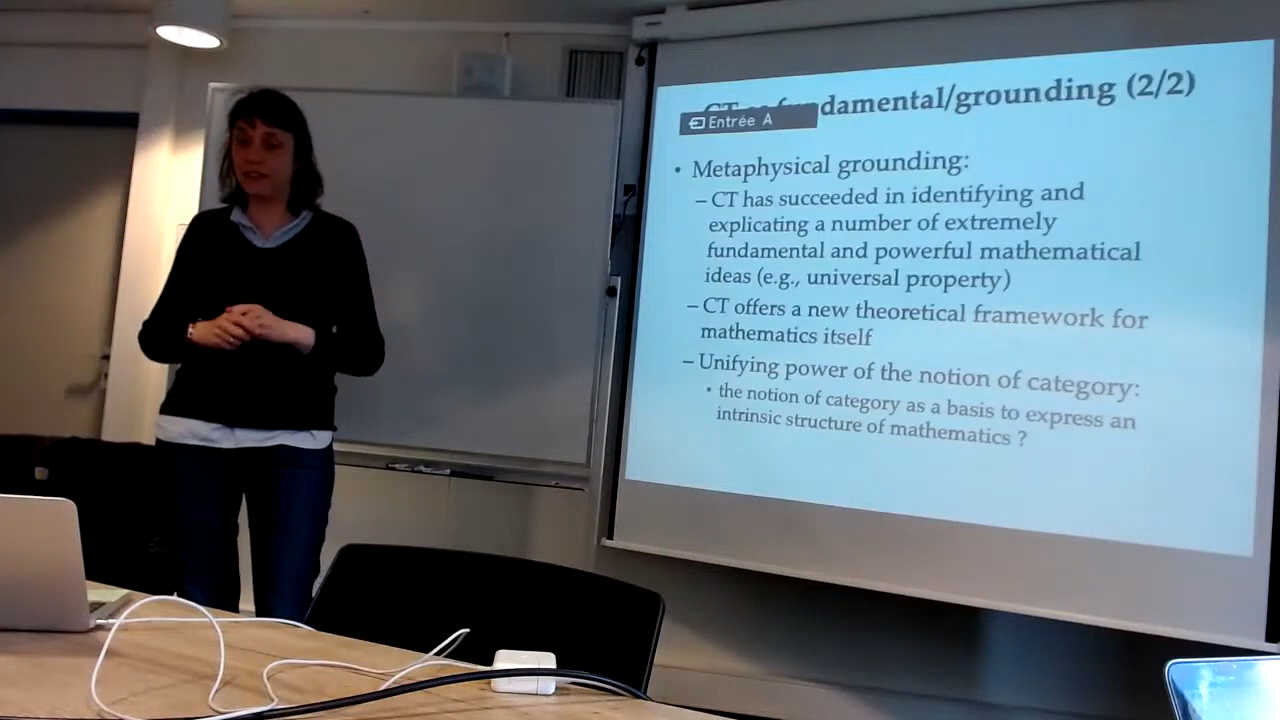 damental/grounding (2/2)
Entrée A
• Metaphysical grounding:
– CT has succeeded in identifying and
explicating a number of extremely
fundamental and powerful mathematical
ideas (e.g., universal property)
– CT offers a new theoretical framework for
mathematics itself
– Unifying power of the notion of category:
• the notion of category as a basis to express an
intrinsic structure of mathematics ?